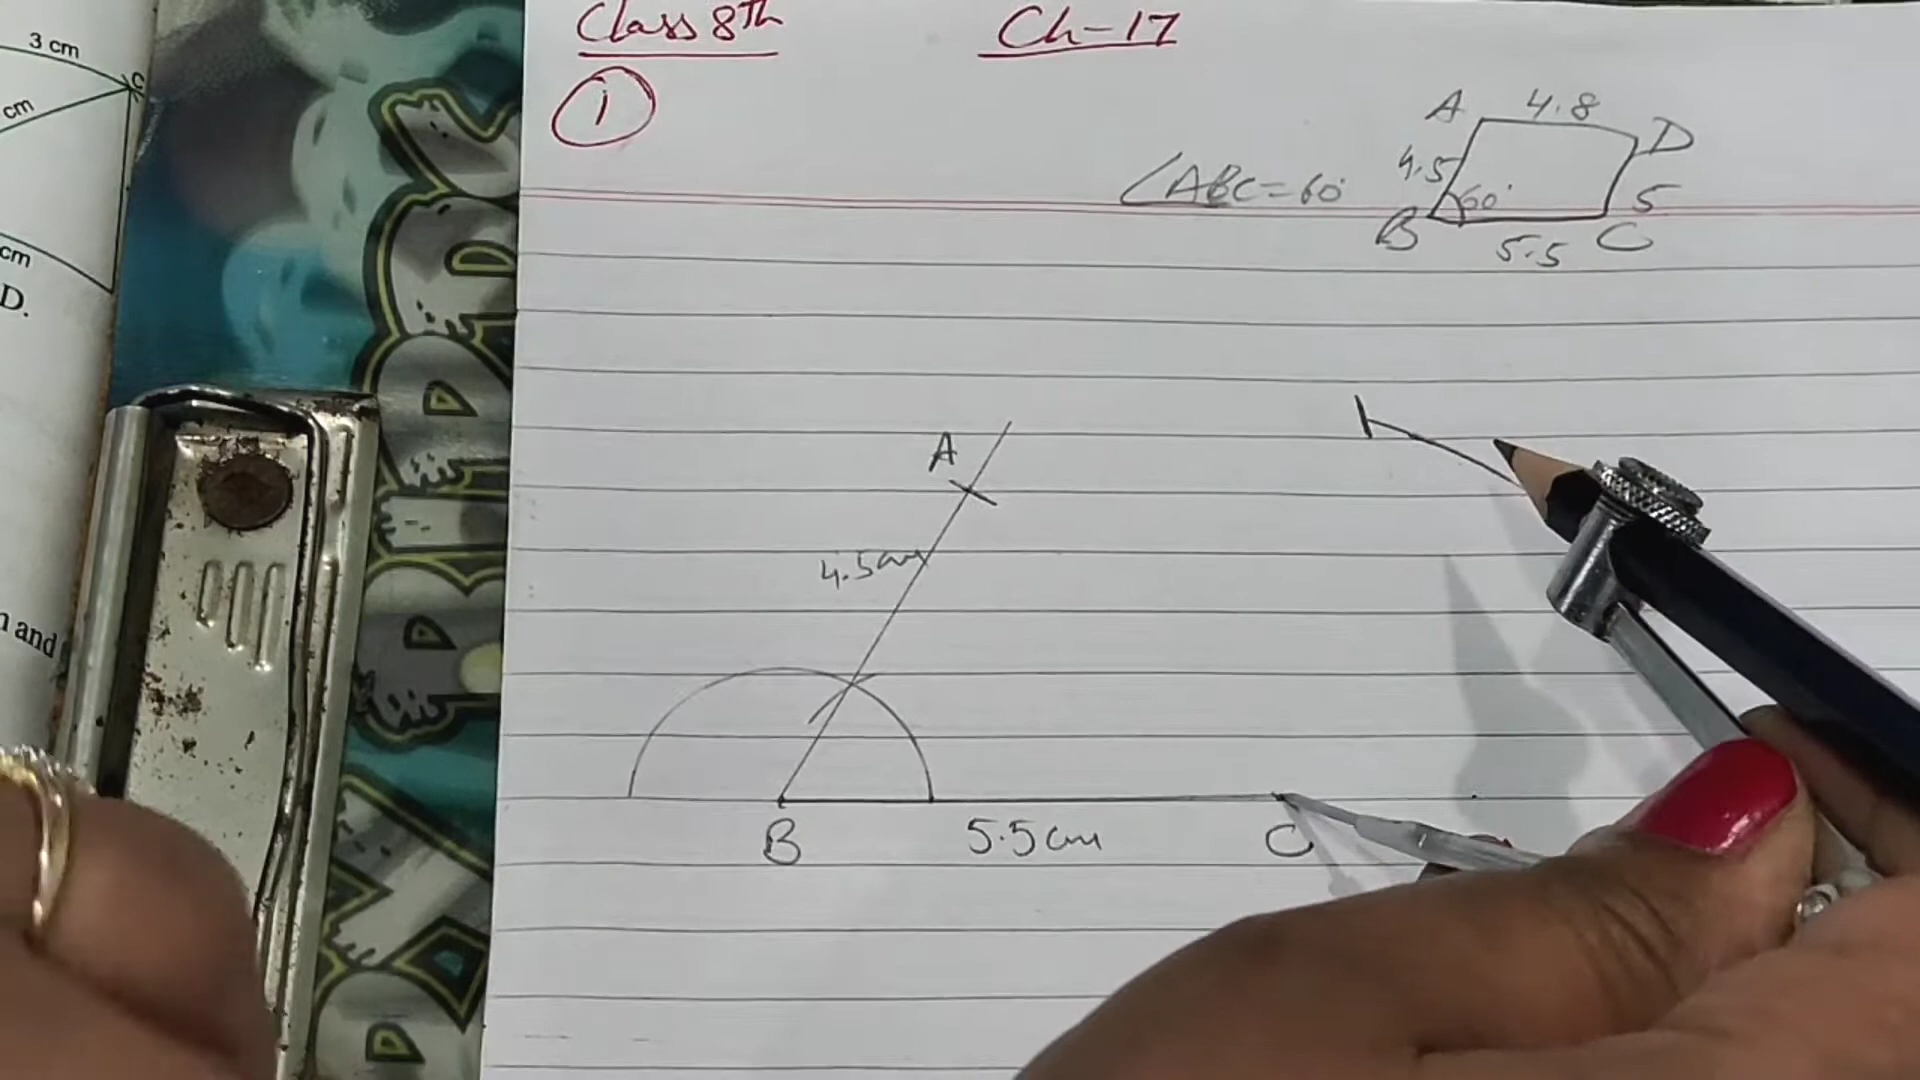 3 cm
C
cm
cm
D.
n and
Class 8th
Ch-17
1
A 4.8 D
∠ABC=60° 4.5 60° 5
B 5.5 C
A
4.5cm
B 5.5cm C